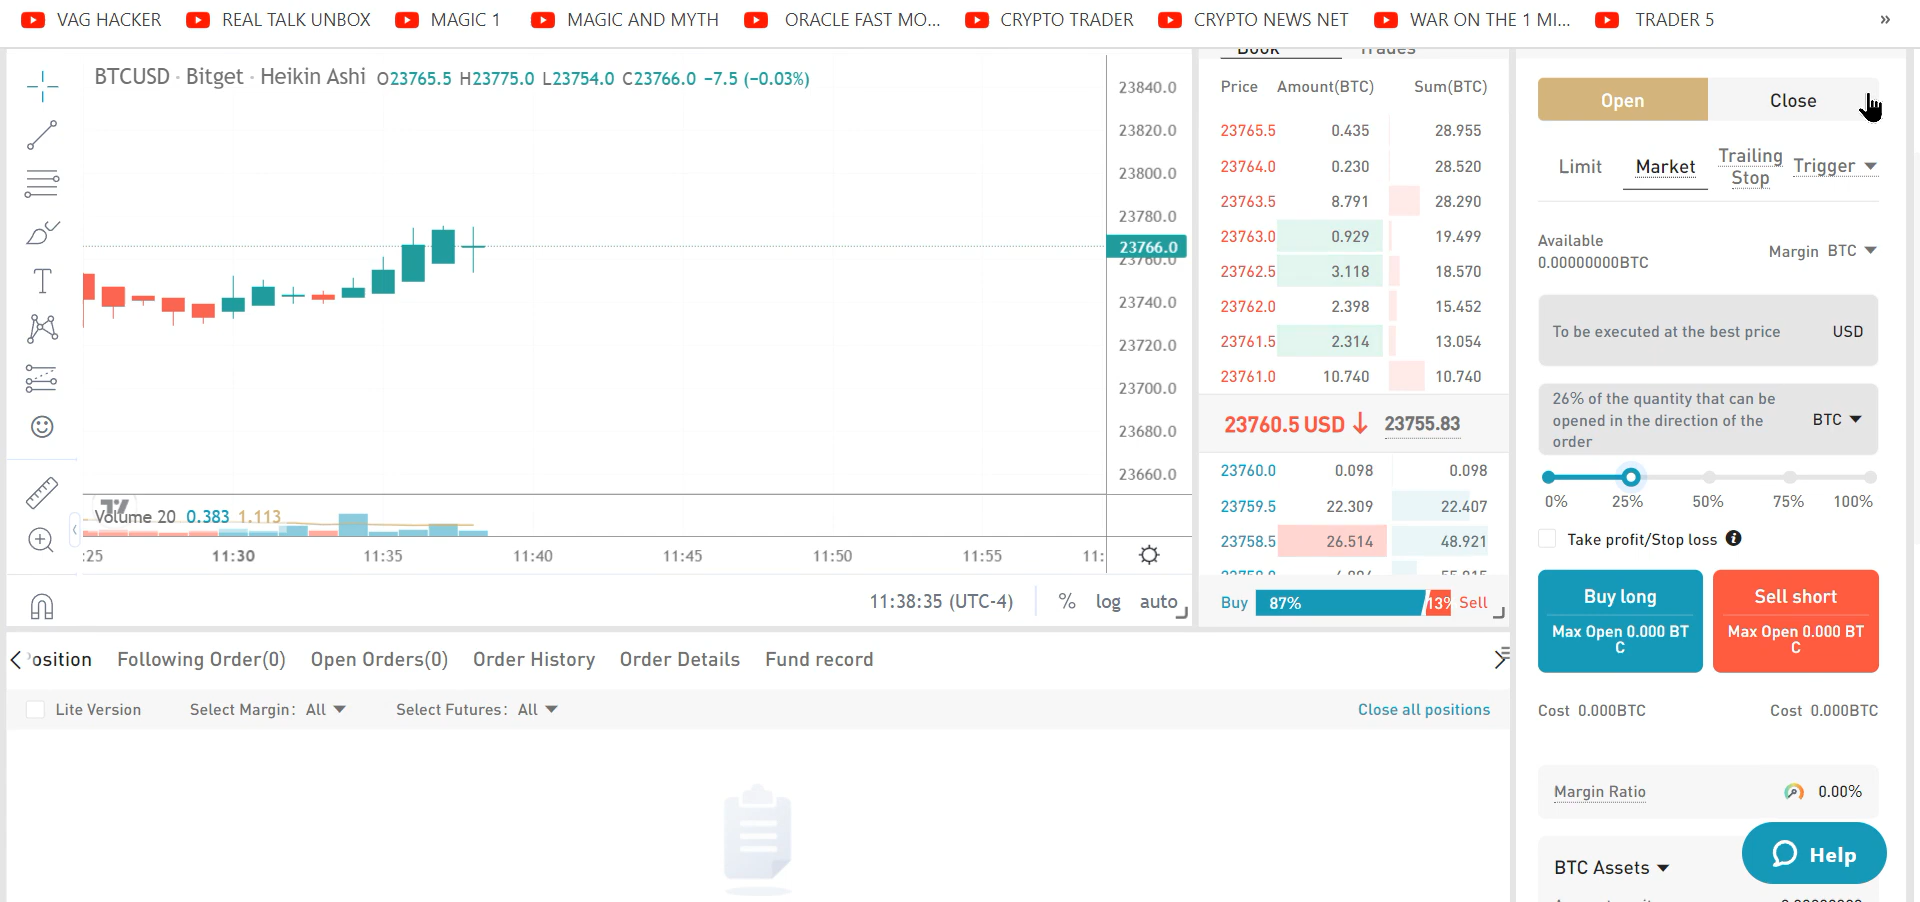 VAG HACKER REAL TALK UNBOX MAGIC 1 MAGIC AND MYTH ORACLE FAST MO... CRYPTO TRADER CRYPTO NEWS NET WAR ON THE 1 MI... TRADER 5 »
BTCUSD · Bitget · Heikin Ashi O23765.5 H23775.0 L23754.0 C23766.0 −7.5 (−0.03%)
23840.0
23820.0
23800.0
23780.0
23766.0
23760.0
23740.0
23720.0
23700.0
23680.0
23660.0
Volume 20 0.383 1.113
:25 11:30 11:35 11:40 11:45 11:50 11:55 11:
11:38:35 (UTC-4) % log auto
Book Trades
Price Amount(BTC) Sum(BTC)
23765.5 0.435 28.955
23764.0 0.230 28.520
23763.5 8.791 28.290
23763.0 0.929 19.499
23762.5 3.118 18.570
23762.0 2.398 15.452
23761.5 2.314 13.054
23761.0 10.740 10.740
23760.5 USD ↓ 23755.83
23760.0 0.098 0.098
23759.5 22.309 22.407
23758.5 26.514 48.921
Buy 87% 13% Sell
Open Close
Limit Market Trailing Stop Trigger
Available
0.00000000BTC
Margin BTC
To be executed at the best price USD
26% of the quantity that can be
opened in the direction of the
order
BTC
0% 25% 50% 75% 100%
Take profit/Stop loss
Buy long Sell short
Max Open 0.000 BT Max Open 0.000 BT
C C
Cost 0.000BTC Cost 0.000BTC
Margin Ratio 0.00%
BTC Assets
Help
osition Following Order(0) Open Orders(0) Order History Order Details Fund record
Lite Version Select Margin: All Select Futures: All Close all positions